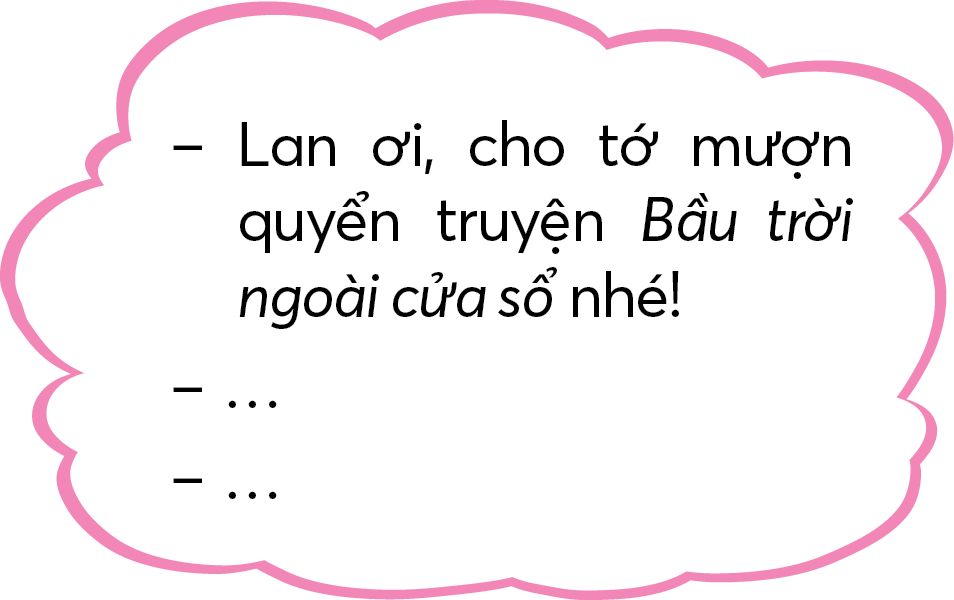 – Lan ơi, cho tớ mượn
quyển truyện Bầu trời
ngoài cửa sổ nhé!
– ...
– ...